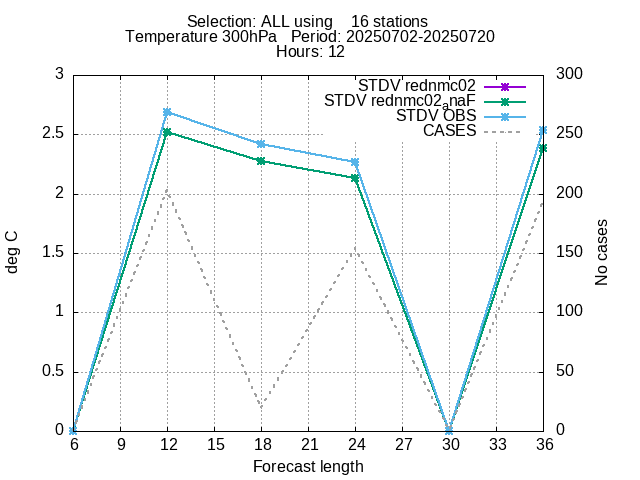 Selection: ALL using    16 stations
Temperature 300hPa   Period: 20250702-20250720
Hours: 12
STDV rednmc02
STDV rednmc02anaF
STDV OBS
CASES
deg C
No cases
3
2.5
2
1.5
1
0.5
0
300
250
200
150
100
50
0
6 9 12 15 18 21 24 27 30 33 36
Forecast length